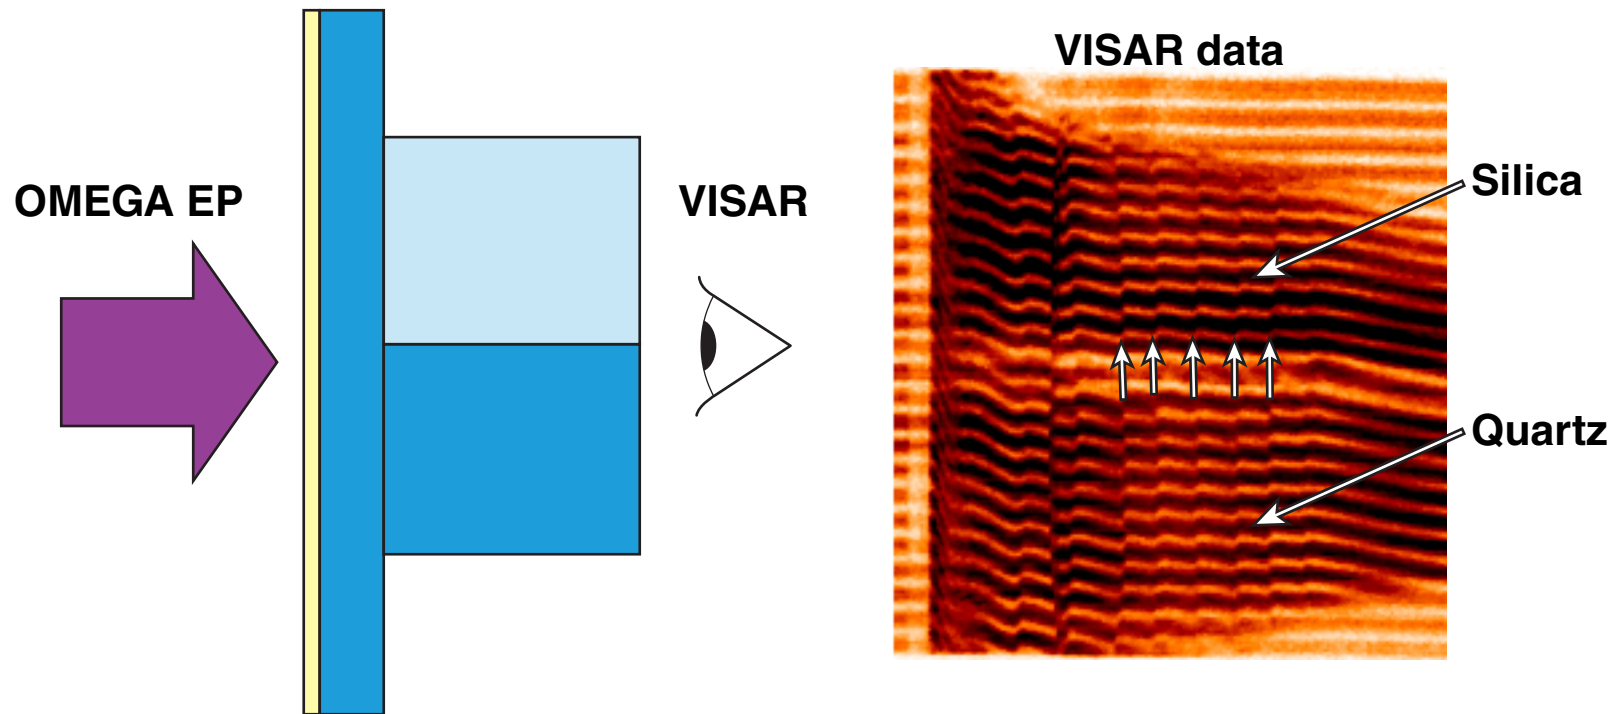 VISAR data
OMEGA EP
VISAR
Silica
Quartz